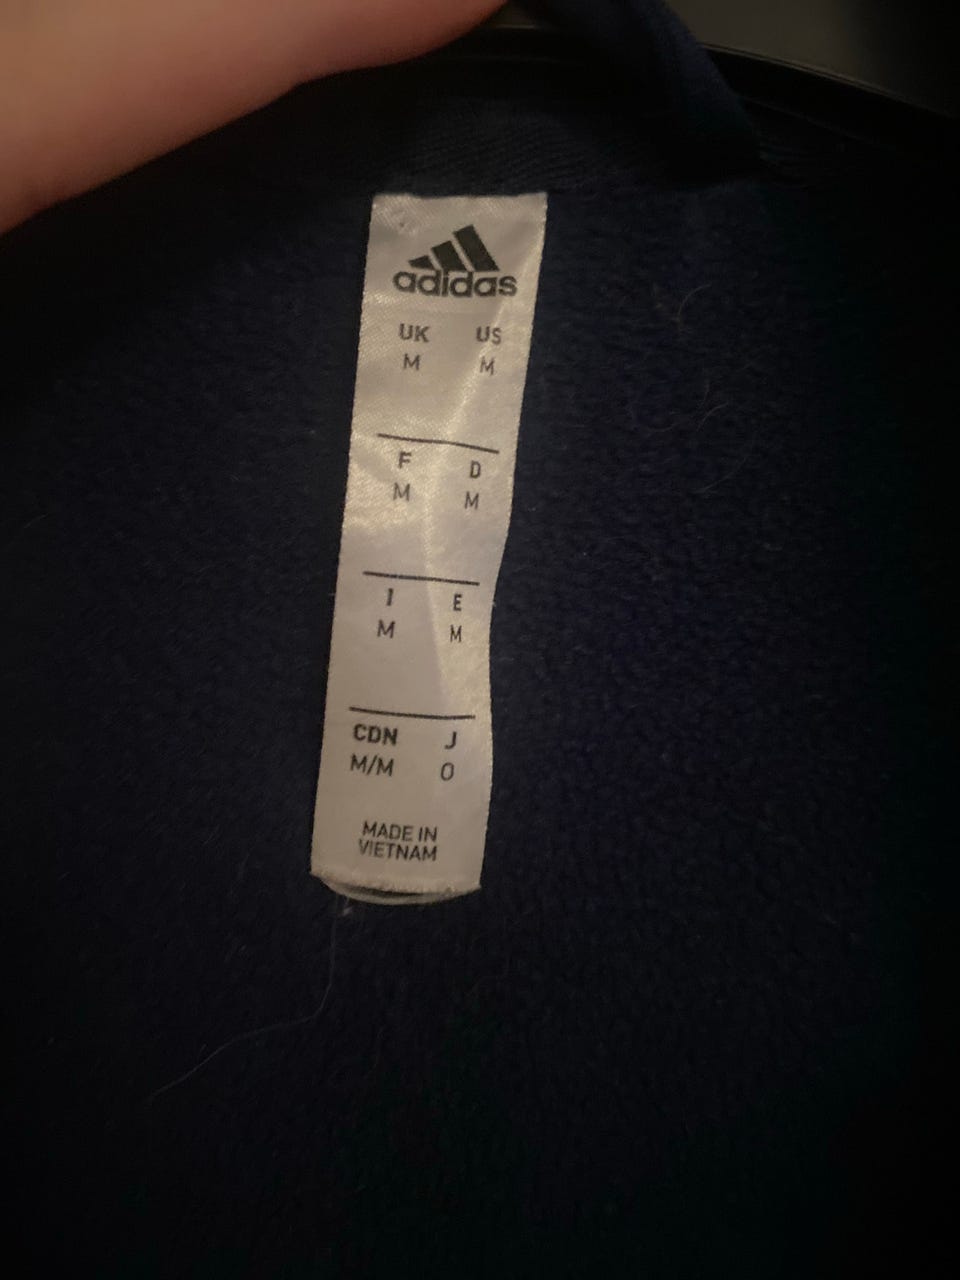 adidas
UK US
M M
F D
M M
I E
M M
CDN J
M/M O
MADE IN
VIETNAM